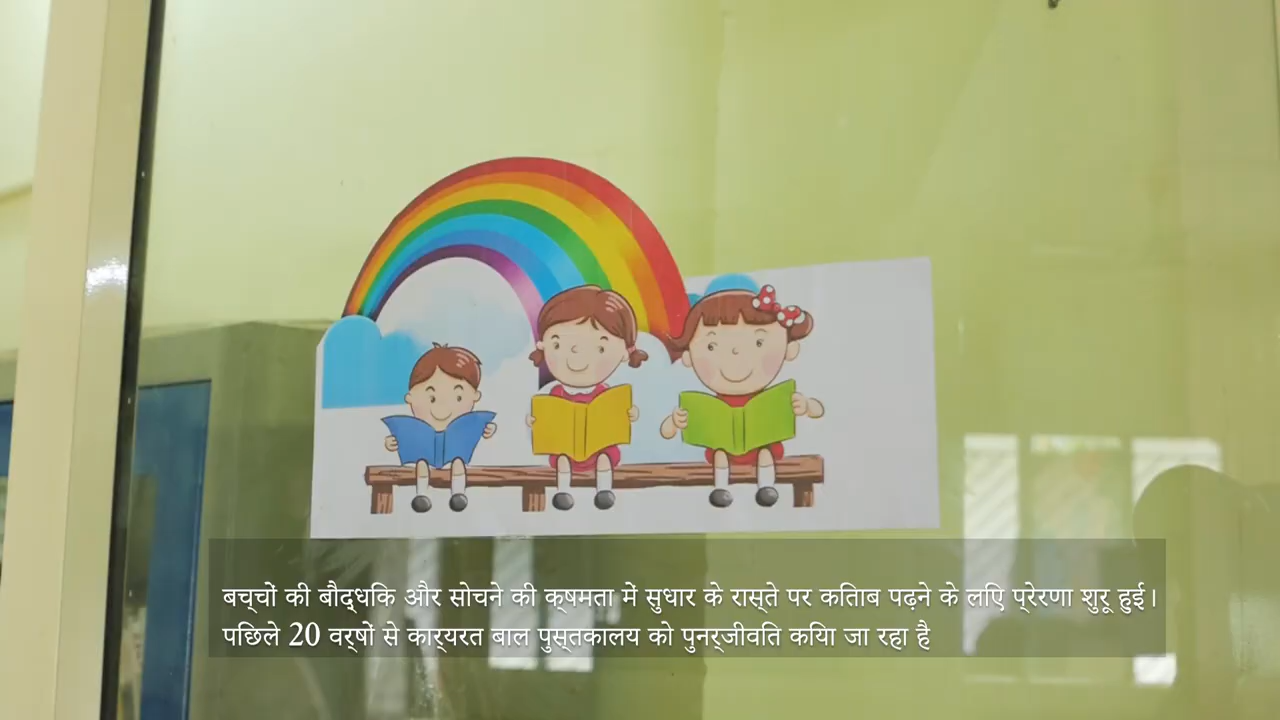 बच्चों की बौद्धिक और सोचने की क्षमता में सुधार के रास्ते पर किताब पढ़ने के लिए प्रेरणा शुरू हुई।
पिछले 20 वर्षों से कार्यरत बाल पुस्तकालय को पुनर्जीवित किया जा रहा है